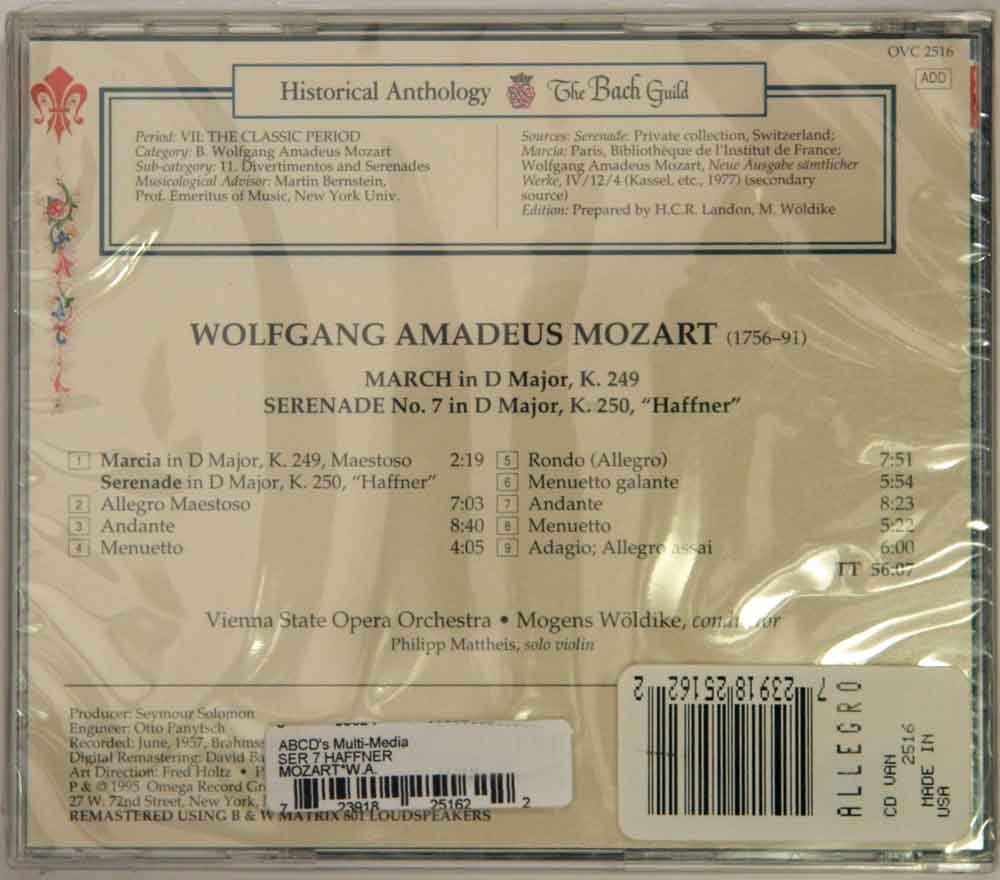 OVC 2516
ADD
Historical Anthology The Bach Guild
Period: VII: THE CLASSIC PERIOD
Category: B. Wolfgang Amadeus Mozart
Sub-category: 11. Divertimentos and Serenades
Musicological Advisor: Martin Bernstein,
Prof. Emeritus of Music, New York Univ.
Sources: Serenade: Private collection, Switzerland;
Marcia: Paris, Bibliothèque de l'Institut de France;
Wolfgang Amadeus Mozart, Neue Ausgabe sämtlicher
Werke, IV/12/4 (Kassel, etc., 1977) (secondary
source)
Edition: Prepared by H.C.R. Landon, M. Wöldike
WOLFGANG AMADEUS MOZART (1756–91)
MARCH in D Major, K. 249
SERENADE No. 7 in D Major, K. 250, "Haffner"
1 Marcia in D Major, K. 249, Maestoso 2:19
Serenade in D Major, K. 250, "Haffner"
2 Allegro Maestoso 7:03
3 Andante 8:40
4 Menuetto 4:05
5 Rondo (Allegro) 7:51
6 Menuetto galante 5:54
7 Andante 8:23
8 Menuetto 5:22
9 Adagio; Allegro assai 6:00
TT 56:07
Vienna State Opera Orchestra • Mogens Wöldike, conductor
Philipp Mattheis, solo violin
Producer: Seymour Solomon
Engineer: Otto Panytsch
Recorded: June, 1957,
Digital Remastering: David
Art Direction: Fred Holtz •
P & © 1995 Omega Record
27 W. 72nd Street, New York,
REMASTERED USING B & W MATRIX 801 LOUDSPEAKERS
ABCD's Multi-Media
SER 7 HAFFNER
MOZART*W.A.
7 23918 25162 2
7 23918 25162 2
ALLEGRO
CD VAN
2516
MADE IN
USA